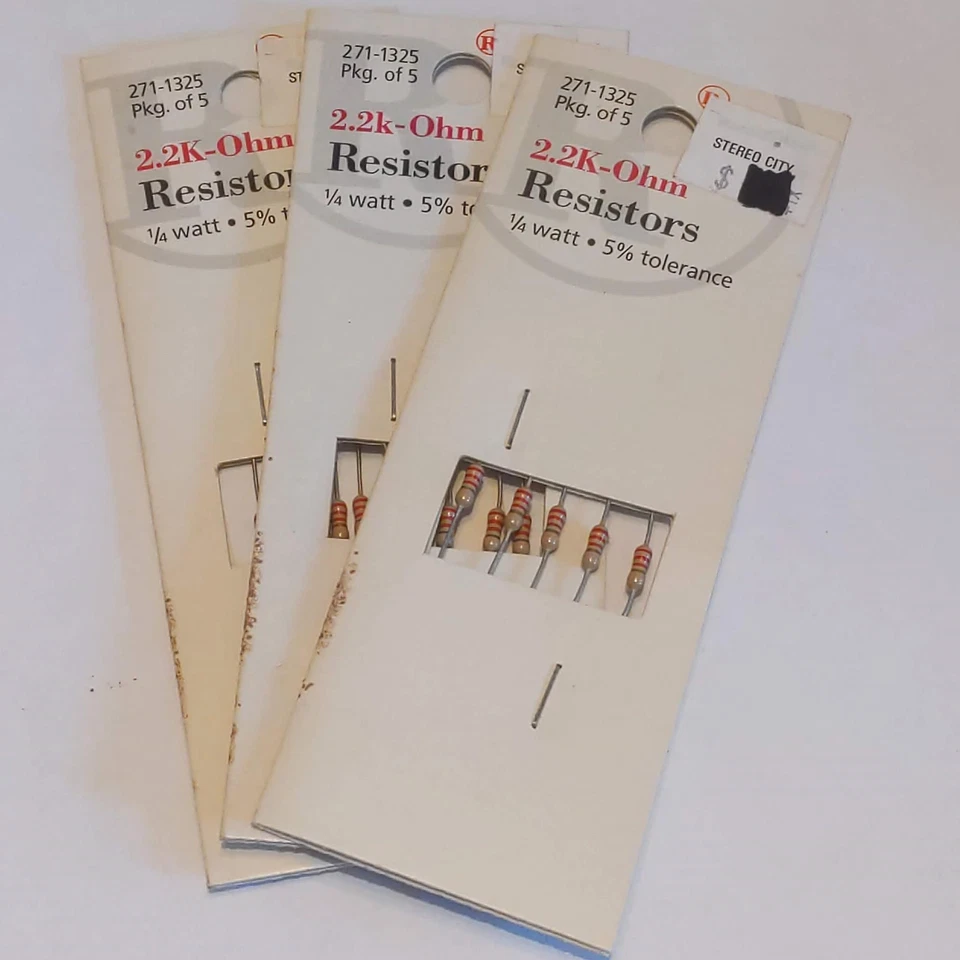 271-1325
Pkg. of 5
2.2K-Ohm
Resistor
¼ watt • 5% t
ST
271-1325
Pkg. of 5
2.2k-Ohm
Resistor
¼ watt • 5% to
S
R
271-1325
Pkg. of 5
2.2K-Ohm
Resistors
¼ watt • 5% tolerance
R
STEREO CITY
$